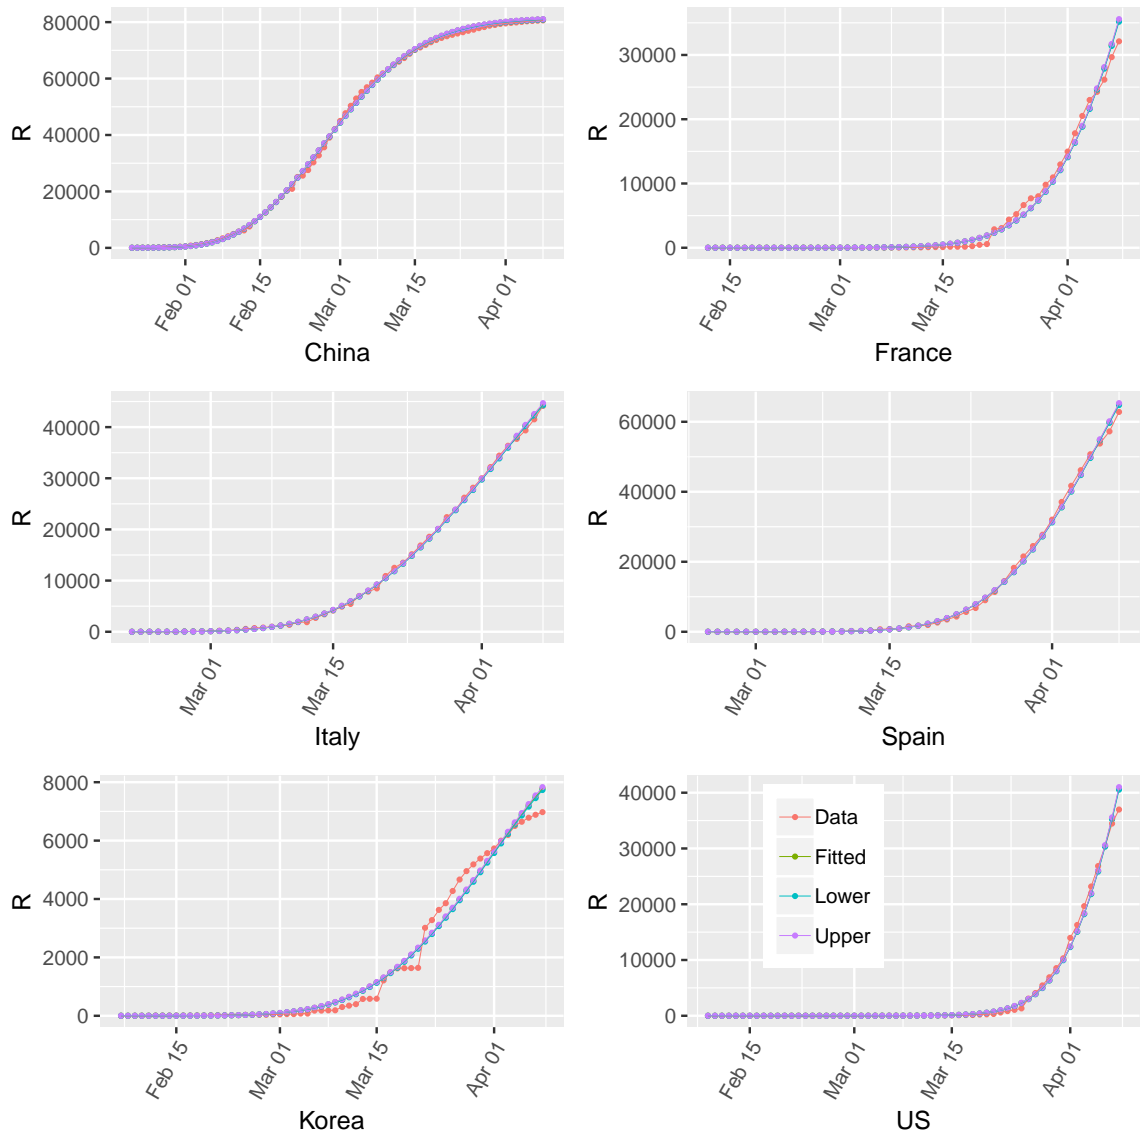 80000
60000
40000
20000
0
R
Feb 01
Feb 15
Mar 01
Mar 15
Apr 01
China
30000
20000
10000
0
R
Feb 15
Mar 01
Mar 15
Apr 01
France
40000
30000
20000
10000
0
R
Mar 01
Mar 15
Apr 01
Italy
60000
40000
20000
0
R
Mar 01
Mar 15
Apr 01
Spain
8000
6000
4000
2000
0
R
Feb 15
Mar 01
Mar 15
Apr 01
Korea
40000
30000
20000
10000
0
R
Data
Fitted
Lower
Upper
Feb 15
Mar 01
Mar 15
Apr 01
US